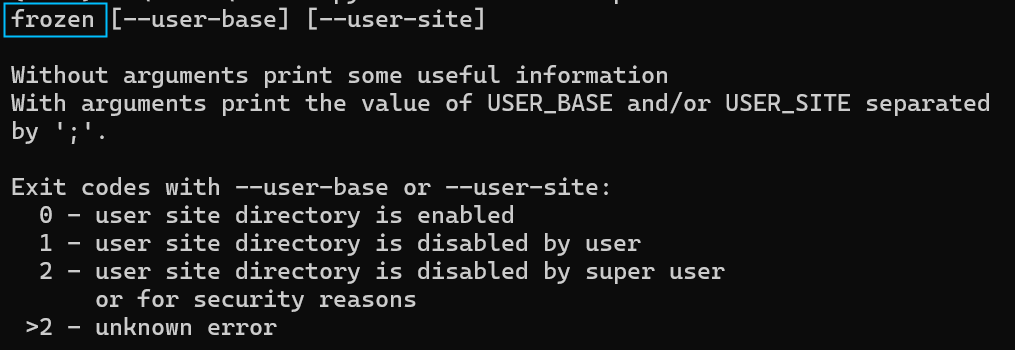 frozen [--user-base] [--user-site]
Without arguments print some useful information
With arguments print the value of USER_BASE and/or USER_SITE separated
by ';'.
Exit codes with --user-base or --user-site:
0 - user site directory is enabled
1 - user site directory is disabled by user
2 - user site directory is disabled by super user
or for security reasons
>2 - unknown error